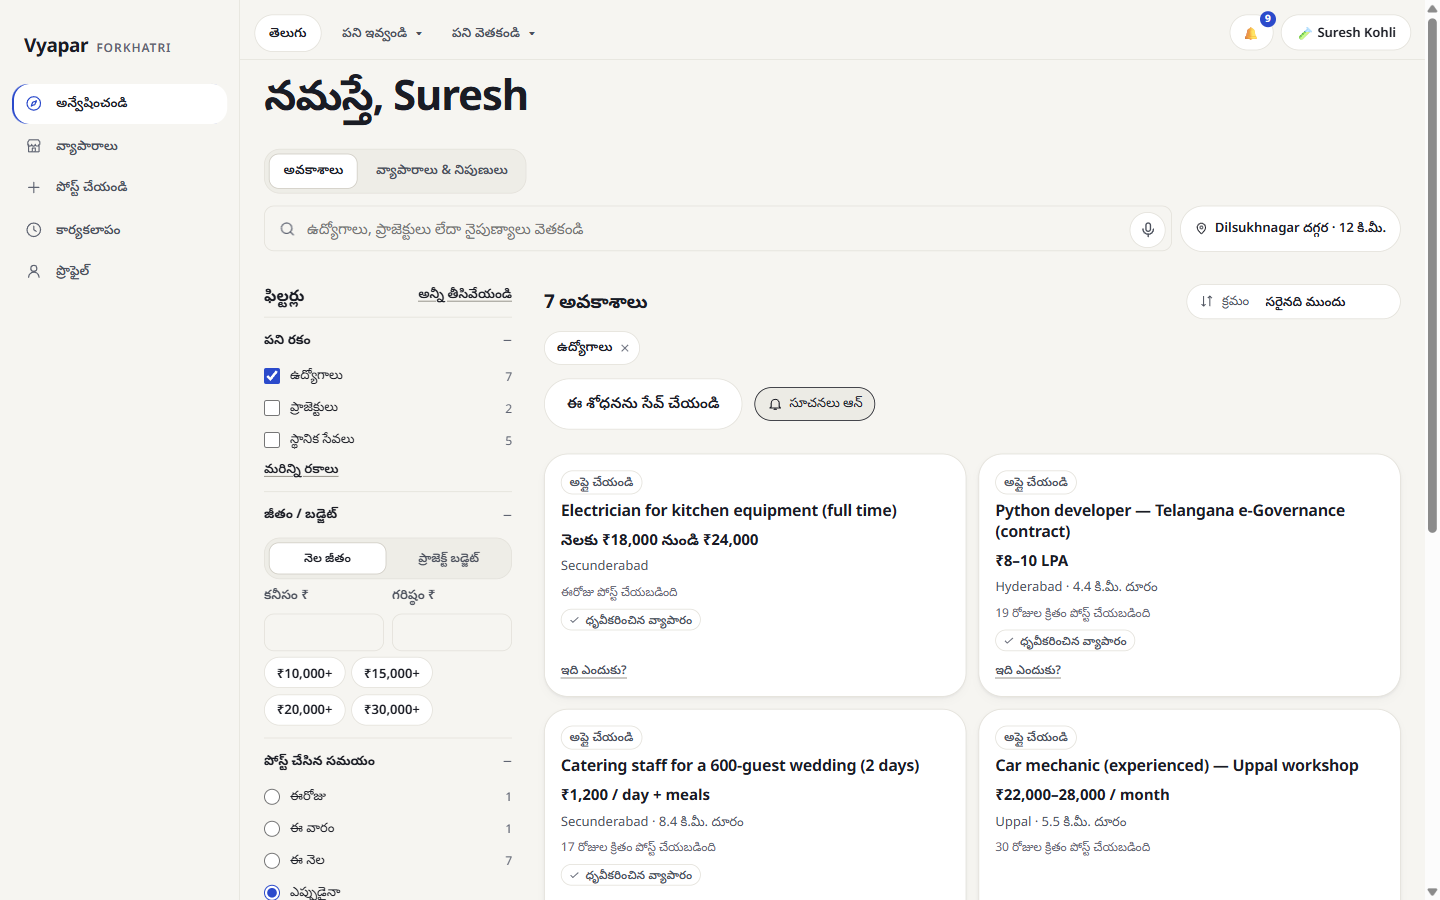 Vyapar FORKHATRI
అన్వేషించండి
వ్యాపారాలు
పోస్ట్ చేయండి
కార్యకలాపం
ప్రొఫైల్
తెలుగు
పని ఇవ్వండి
పని వెతకండి
9
Suresh Kohli
నమస్తే, Suresh
అవకాశాలు
వ్యాపారాలు & నిపుణులు
ఉద్యోగాలు, ప్రాజెక్టులు లేదా నైపుణ్యాలు వెతకండి
Dilsukhnagar దగ్గర · 12 కి.మీ.
ఫిల్టర్లు
అన్నీ తీసివేయండి
పని రకం
ఉద్యోగాలు 7
ప్రాజెక్టులు 2
స్థానిక సేవలు 5
మరిన్ని రకాలు
జీతం / బడ్జెట్
నెల జీతం
ప్రాజెక్ట్ బడ్జెట్
కనీసం ₹
గరిష్ఠం ₹
₹10,000+
₹15,000+
₹20,000+
₹30,000+
పోస్ట్ చేసిన సమయం
ఈరోజు 1
ఈ వారం 1
ఈ నెల 7
ఎప్పుడైనా
7 అవకాశాలు
క్రమం సరైనది ముందు
ఉద్యోగాలు
ఈ శోధనను సేవ్ చేయండి
సూచనలు ఆన్
అప్లై చేయండి
Electrician for kitchen equipment (full time)
నెలకు ₹18,000 నుండి ₹24,000
Secunderabad
ఈరోజు పోస్ట్ చేయబడింది
ధృవీకరించిన వ్యాపారం
ఇది ఎందుకు?
అప్లై చేయండి
Python developer — Telangana e-Governance
(contract)
₹8–10 LPA
Hyderabad · 4.4 కి.మీ. దూరం
19 రోజుల క్రితం పోస్ట్ చేయబడింది
ధృవీకరించిన వ్యాపారం
ఇది ఎందుకు?
అప్లై చేయండి
Catering staff for a 600-guest wedding (2 days)
₹1,200 / day + meals
Secunderabad · 8.4 కి.మీ. దూరం
17 రోజుల క్రితం పోస్ట్ చేయబడింది
ధృవీకరించిన వ్యాపారం
అప్లై చేయండి
Car mechanic (experienced) — Uppal workshop
₹22,000–28,000 / month
Uppal · 5.5 కి.మీ. దూరం
30 రోజుల క్రితం పోస్ట్ చేయబడింది